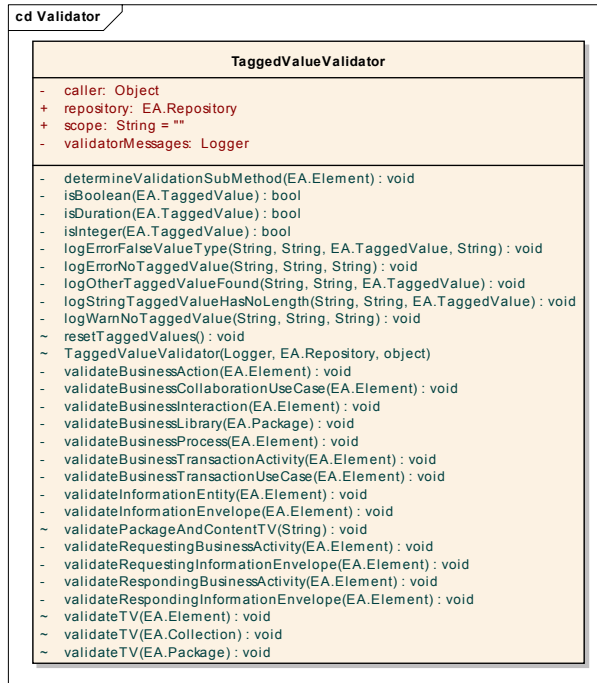 cd Validator
TaggedValueValidator
- caller: Object
+ repository: EA.Repository
+ scope: String = ""
- validatorMessages: Logger
- determineValidationSubMethod(EA.Element) : void
- isBoolean(EA.TaggedValue) : bool
- isDuration(EA.TaggedValue) : bool
- isInteger(EA.TaggedValue) : bool
- logErrorFalseValueType(String, String, EA.TaggedValue, String) : void
- logErrorNoTaggedValue(String, String, String) : void
- logOtherTaggedValueFound(String, String, EA.TaggedValue) : void
- logStringTaggedValueHasNoLength(String, String, EA.TaggedValue) : void
- logWarnNoTaggedValue(String, String, String) : void
~ resetTaggedValues() : void
~ TaggedValueValidator(Logger, EA.Repository, object)
- validateBusinessAction(EA.Element) : void
- validateBusinessCollaborationUseCase(EA.Element) : void
- validateBusinessInteraction(EA.Element) : void
- validateBusinessLibrary(EA.Package) : void
- validateBusinessProcess(EA.Element) : void
- validateBusinessTransactionActivity(EA.Element) : void
- validateBusinessTransactionUseCase(EA.Element) : void
- validateInformationEntity(EA.Element) : void
- validateInformationEnvelope(EA.Element) : void
~ validatePackageAndContentTV(String) : void
- validateRequestingBusinessActivity(EA.Element) : void
- validateRequestingInformationEnvelope(EA.Element) : void
- validateRespondingBusinessActivity(EA.Element) : void
- validateRespondingInformationEnvelope(EA.Element) : void
~ validateTV(EA.Element) : void
~ validateTV(EA.Collection) : void
~ validateTV(EA.Package) : void